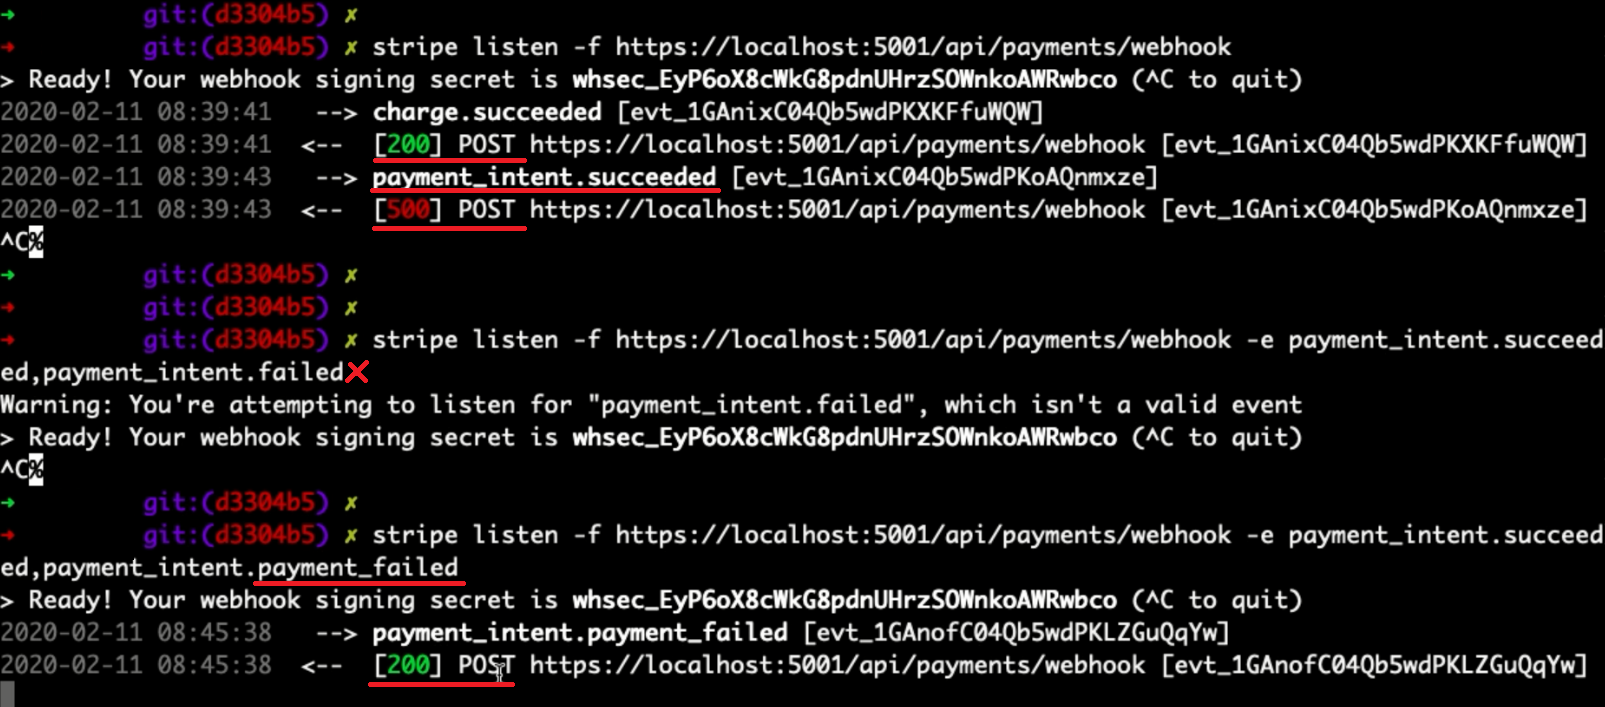 → git:(d3304b5) ✗
→ git:(d3304b5) ✗ stripe listen -f https://localhost:5001/api/payments/webhook
> Ready! Your webhook signing secret is whsec_EyP6oX8cWkG8pdnUHrzSOWnkoAWRwbco (^C to quit)
2020-02-11 08:39:41 --> charge.succeeded [evt_1GAnixC04Qb5wdPKXKFfuWQW]
2020-02-11 08:39:41 <-- [200] POST https://localhost:5001/api/payments/webhook [evt_1GAnixC04Qb5wdPKXKFfuWQW]
2020-02-11 08:39:43 --> payment_intent.succeeded [evt_1GAnixC04Qb5wdPKoAQnmxze]
2020-02-11 08:39:43 <-- [500] POST https://localhost:5001/api/payments/webhook [evt_1GAnixC04Qb5wdPKoAQnmxze]
^C%
→ git:(d3304b5) ✗
→ git:(d3304b5) ✗
→ git:(d3304b5) ✗ stripe listen -f https://localhost:5001/api/payments/webhook -e payment_intent.succeed
ed,payment_intent.failed
Warning: You're attempting to listen for "payment_intent.failed", which isn't a valid event
> Ready! Your webhook signing secret is whsec_EyP6oX8cWkG8pdnUHrzSOWnkoAWRwbco (^C to quit)
^C%
→ git:(d3304b5) ✗
→ git:(d3304b5) ✗ stripe listen -f https://localhost:5001/api/payments/webhook -e payment_intent.succeed
ed,payment_intent.payment_failed
> Ready! Your webhook signing secret is whsec_EyP6oX8cWkG8pdnUHrzSOWnkoAWRwbco (^C to quit)
2020-02-11 08:45:38 --> payment_intent.payment_failed [evt_1GAnofC04Qb5wdPKLZGuQqYw]
2020-02-11 08:45:38 <-- [200] POST https://localhost:5001/api/payments/webhook [evt_1GAnofC04Qb5wdPKLZGuQqYw]